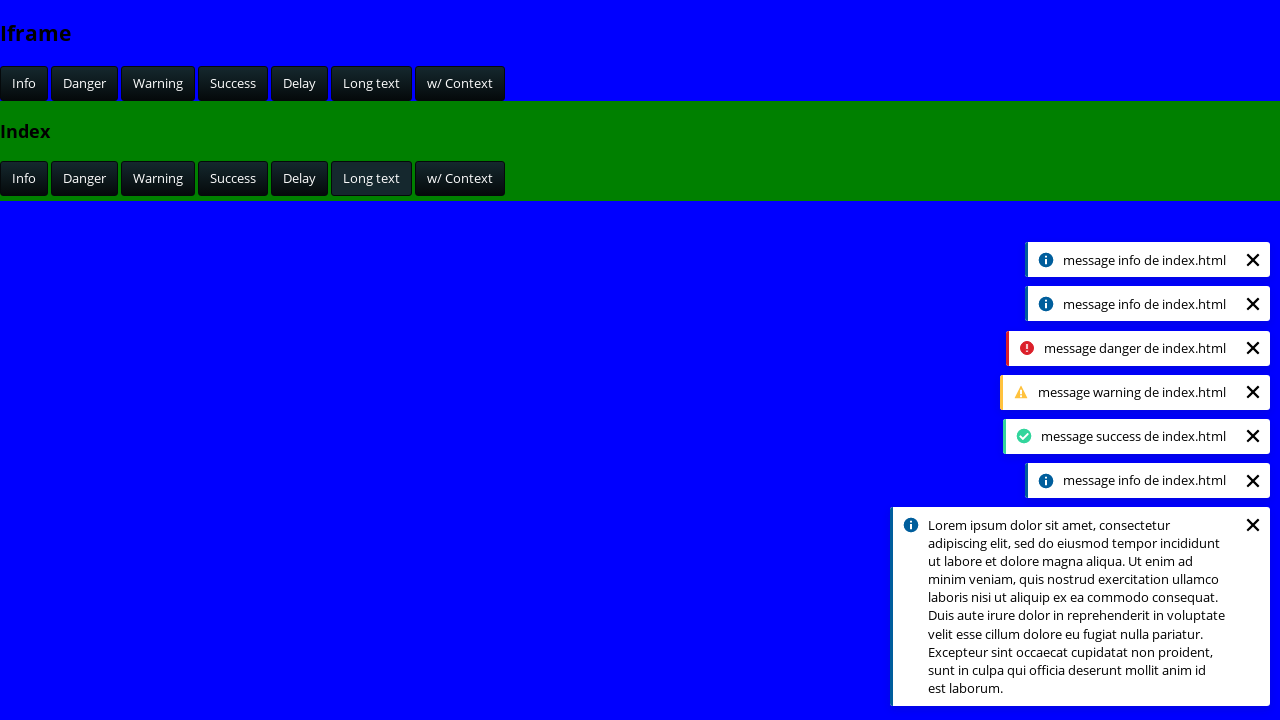 Iframe
Info Danger Warning Success Delay Long text w/ Context
Index
Info Danger Warning Success Delay Long text w/ Context
message info de index.html
message info de index.html
message danger de index.html
message warning de index.html
message success de index.html
message info de index.html
Lorem ipsum dolor sit amet, consectetur
adipiscing elit, sed do eiusmod tempor incididunt
ut labore et dolore magna aliqua. Ut enim ad
minim veniam, quis nostrud exercitation ullamco
laboris nisi ut aliquip ex ea commodo consequat.
Duis aute irure dolor in reprehenderit in voluptate
velit esse cillum dolore eu fugiat nulla pariatur.
Excepteur sint occaecat cupidatat non proident,
sunt in culpa qui officia deserunt mollit anim id
est laborum.